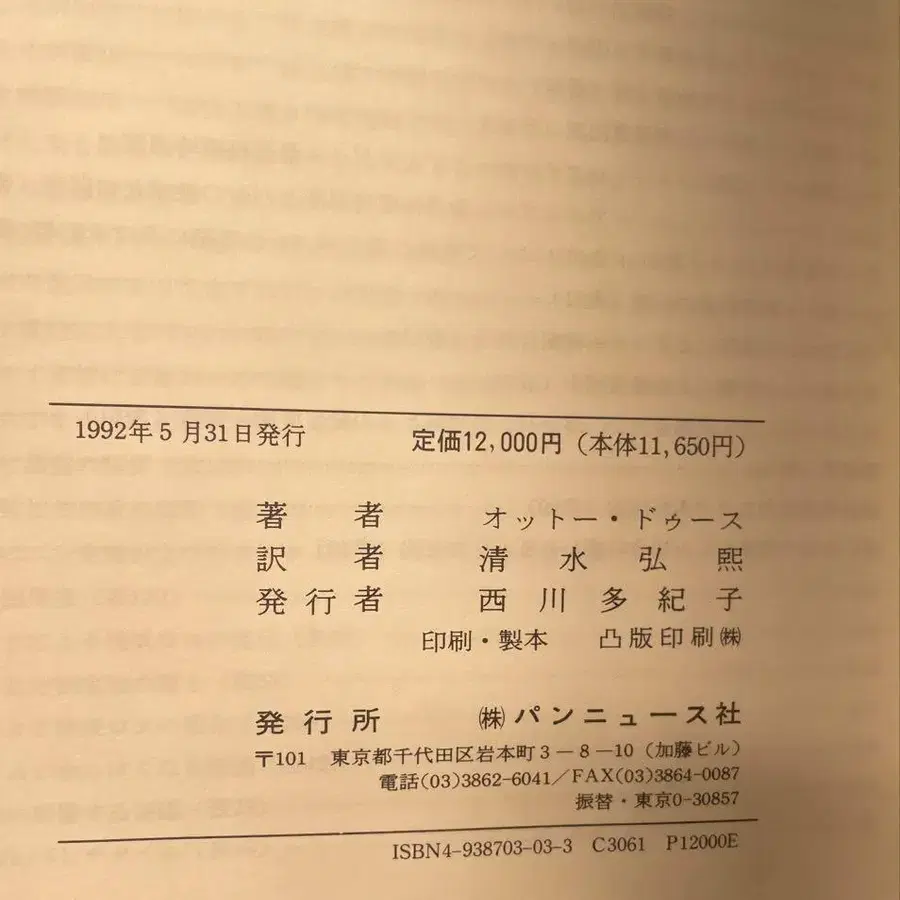 1992年5月31日発行 定価12,000円（本体11,650円）
著者 オットー・ドゥース
訳者 清水弘熙
発行者 西川多紀子
印刷・製本 凸版印刷㈱
発行所 ㈱パンニュース社
〒101 東京都千代田区岩本町3－8－10（加藤ビル）
電話(03)3862-6041／FAX(03)3864-0087
振替・東京0-30857
ISBN4-938703-03-3 C3061 P12000E